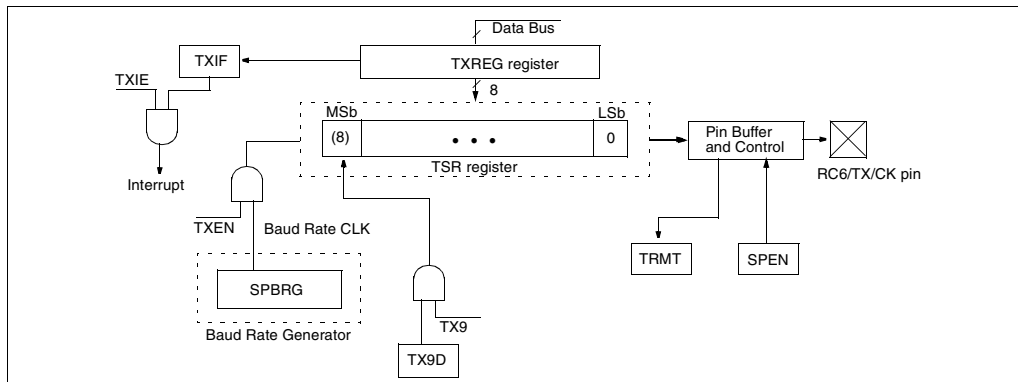 Data Bus
TXIF
TXREG register
TXIE
8
MSb
LSb
(8)
• • •
0
TSR register
Pin Buffer
and Control
RC6/TX/CK pin
Interrupt
TXEN
Baud Rate CLK
TRMT
SPEN
SPBRG
TX9
Baud Rate Generator
TX9D